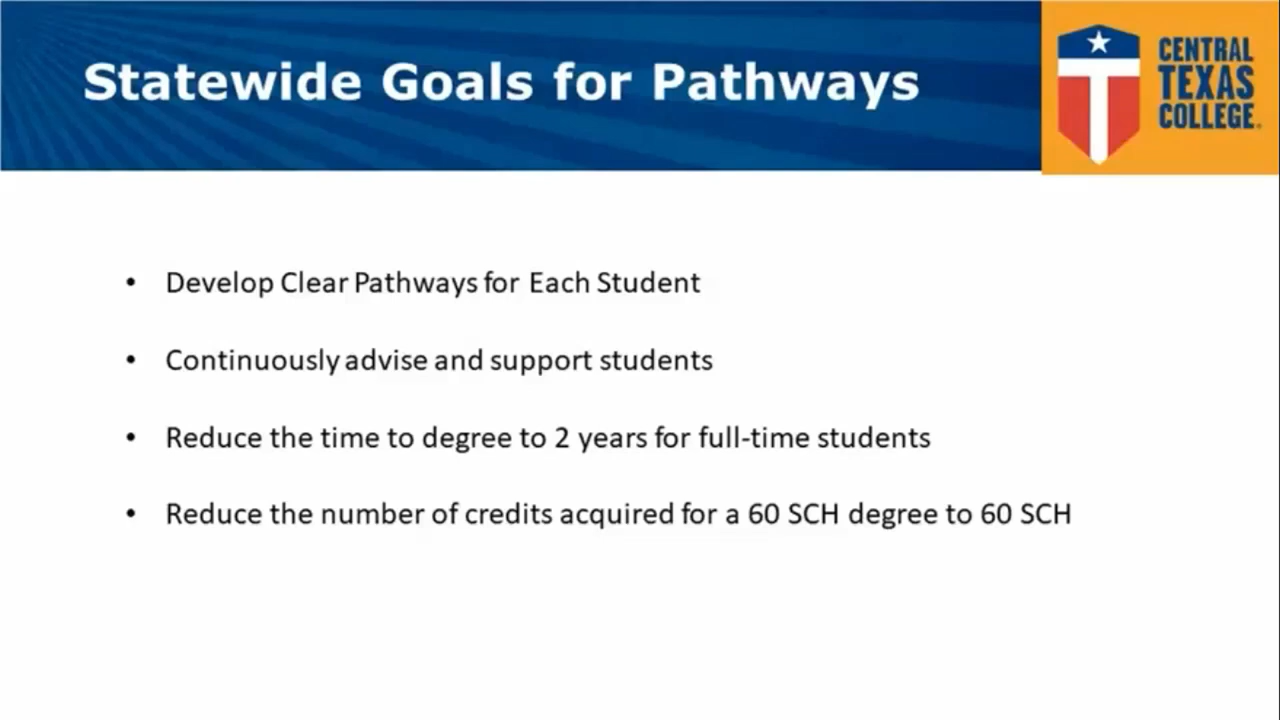 Statewide Goals for Pathways
CENTRAL
TEXAS
COLLEGE
• Develop Clear Pathways for Each Student
• Continuously advise and support students
• Reduce the time to degree to 2 years for full-time students
• Reduce the number of credits acquired for a 60 SCH degree to 60 SCH